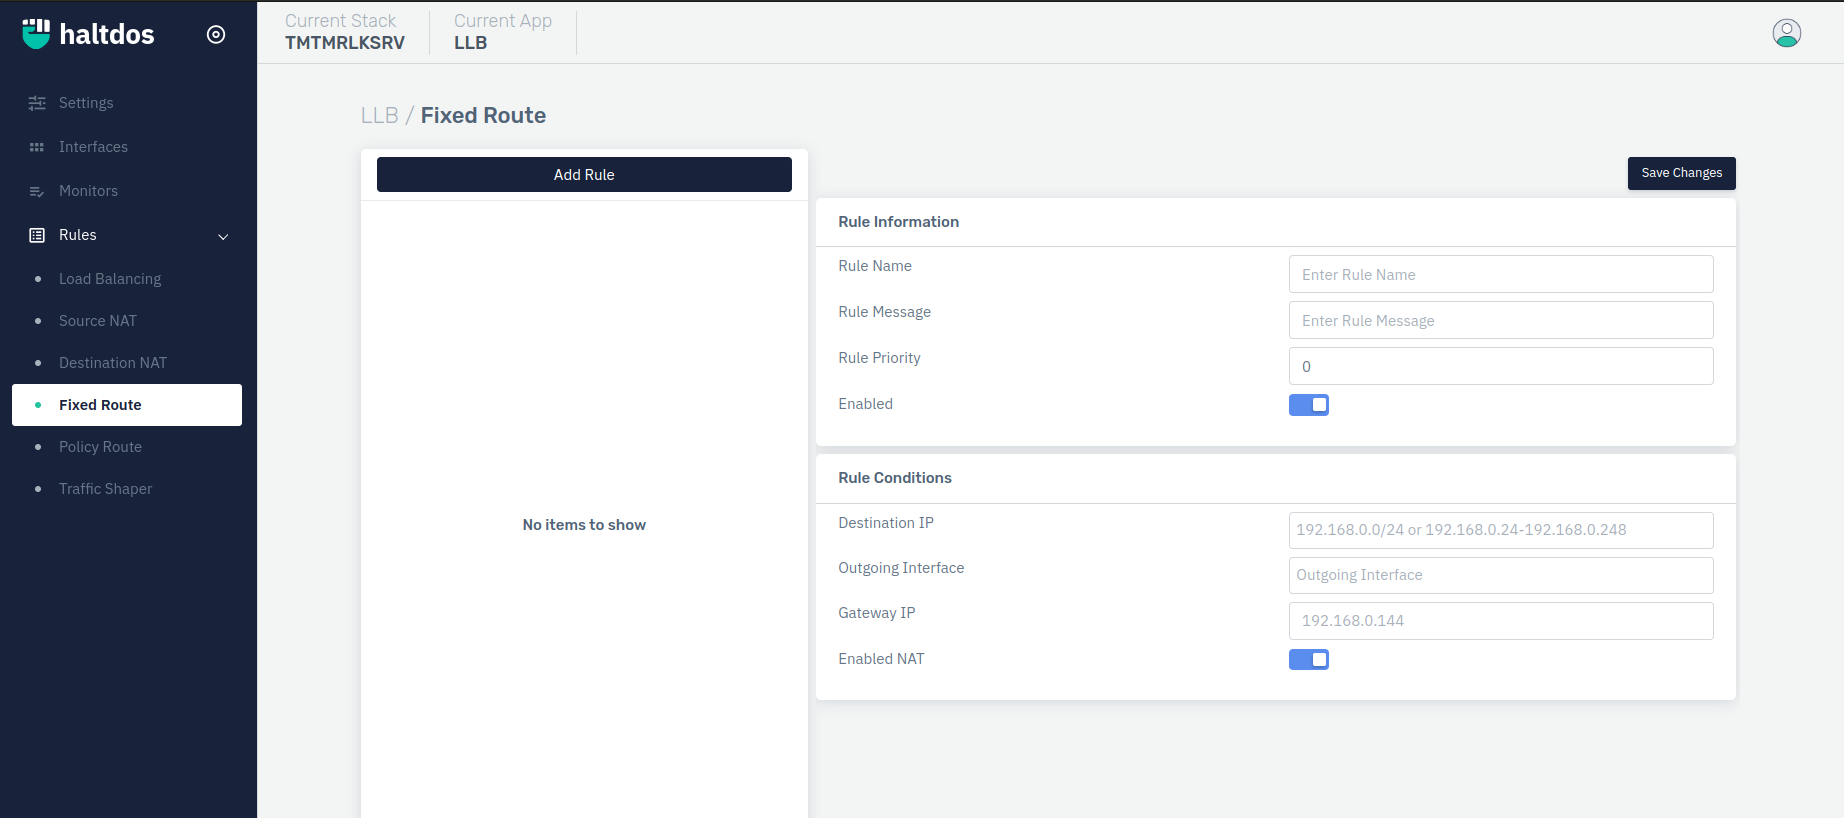 haltdos
Current Stack
TMTMRLKSRV
Current App
LLB
Settings
Interfaces
Monitors
Rules
Load Balancing
Source NAT
Destination NAT
Fixed Route
Policy Route
Traffic Shaper
LLB / Fixed Route
Add Rule
No items to show
Save Changes
Rule Information
Rule Name
Enter Rule Name
Rule Message
Enter Rule Message
Rule Priority
0
Enabled
Rule Conditions
Destination IP
192.168.0.0/24 or 192.168.0.24-192.168.0.248
Outgoing Interface
Outgoing Interface
Gateway IP
192.168.0.144
Enabled NAT